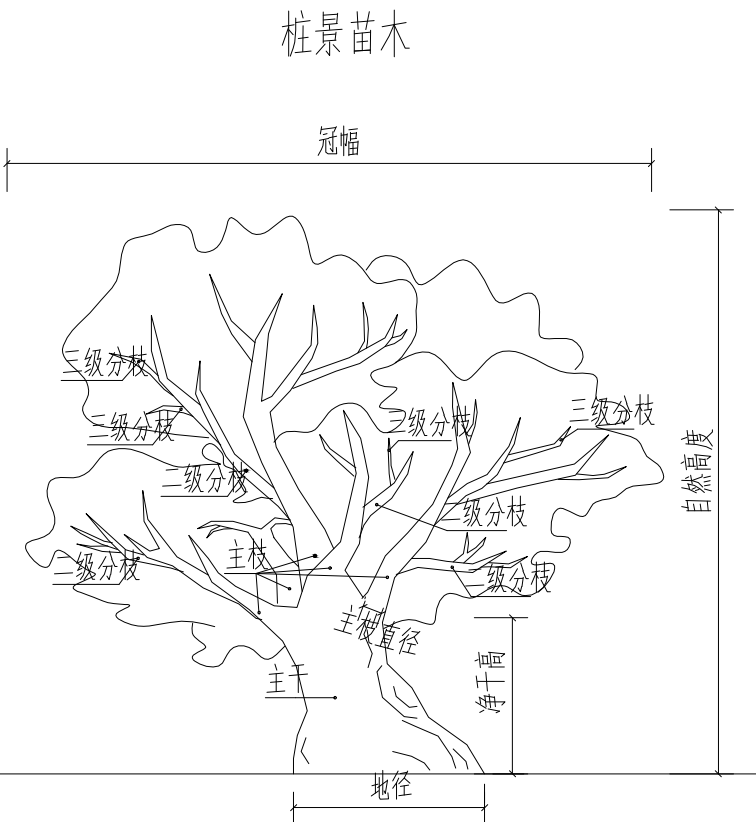 桩景苗木
冠幅
三级分枝
三级分枝
二级分枝
三级分枝
三级分枝
自然高度
二级分枝
主枝
三级分枝
二级分枝
主枝直径
净干高
主干
地径